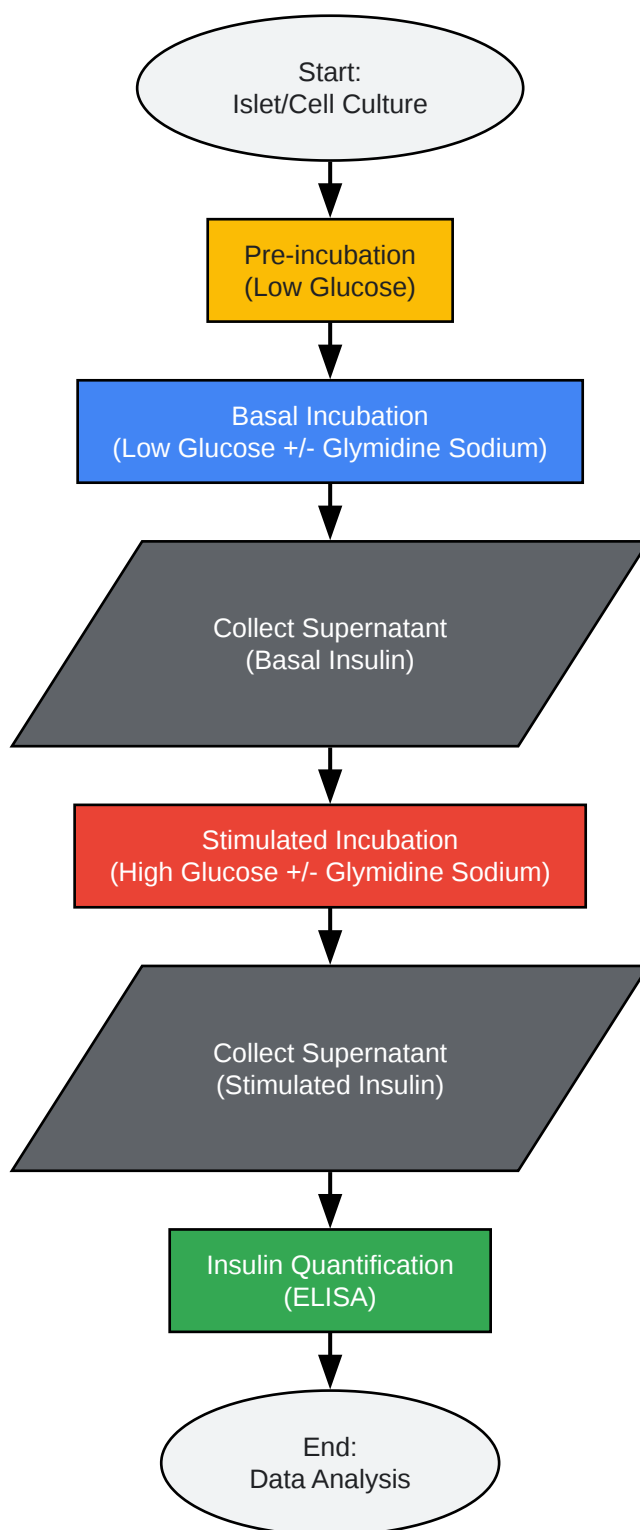 Start:
Islet/Cell Culture
Pre-incubation
(Low Glucose)
Basal Incubation
(Low Glucose +/- Glymidine Sodium)
Collect Supernatant
(Basal Insulin)
Stimulated Incubation
(High Glucose +/- Glymidine Sodium)
Collect Supernatant
(Stimulated Insulin)
Insulin Quantification
(ELISA)
End:
Data Analysis